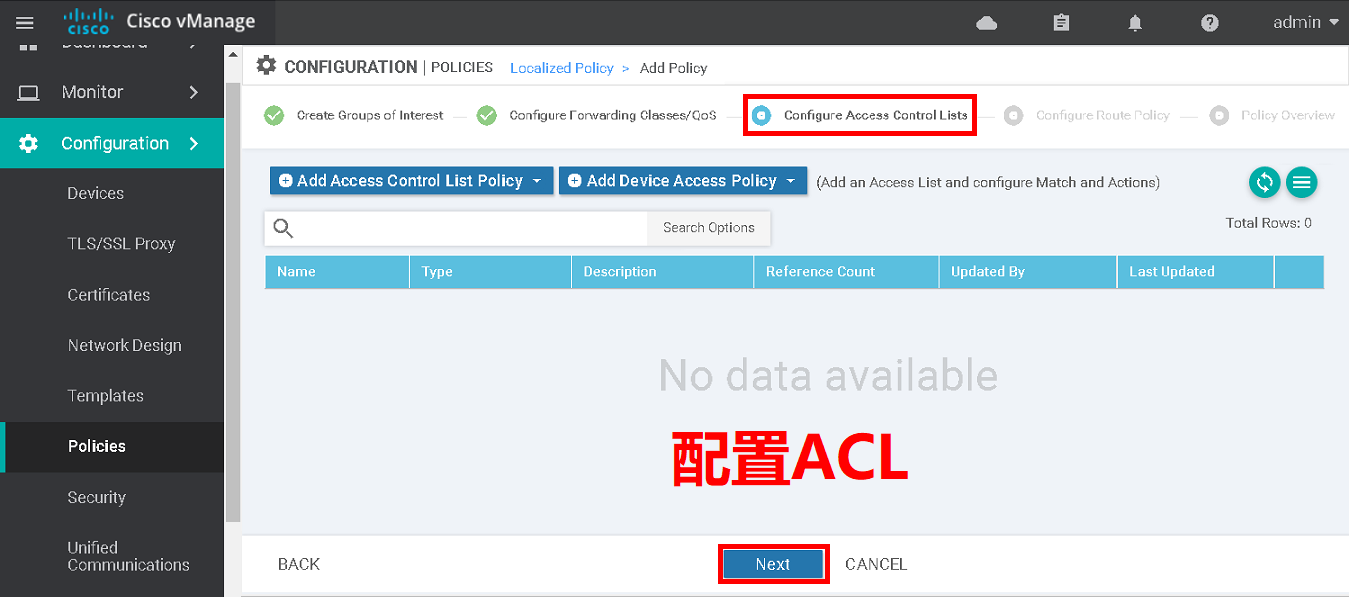 cisco Cisco vManage
admin
Dashboard
Monitor
Configuration
Devices
TLS/SSL Proxy
Certificates
Network Design
Templates
Policies
Security
Unified
Communications
CONFIGURATION | POLICIES Localized Policy > Add Policy
Create Groups of Interest Configure Forwarding Classes/QoS Configure Access Control Lists Configure Route Policy Policy Overview
Add Access Control List Policy Add Device Access Policy (Add an Access List and configure Match and Actions)
Search Options
Total Rows: 0
Name Type Description Reference Count Updated By Last Updated
No data available
配置ACL
BACK Next CANCEL